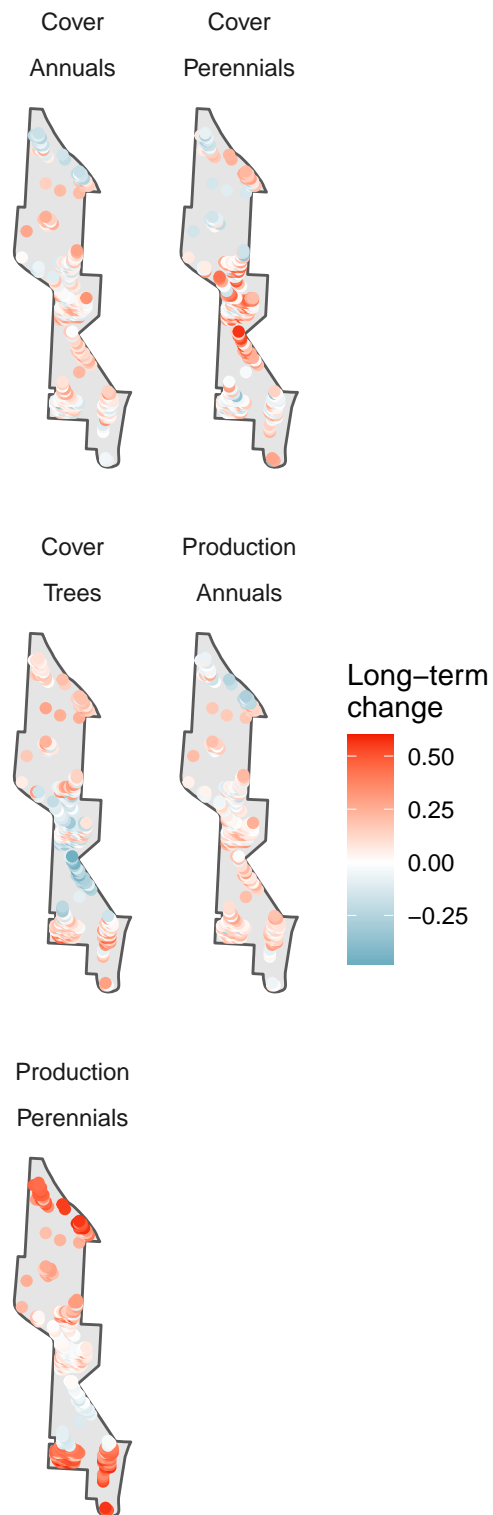 Cover
Annuals
Cover
Perennials
Cover
Trees
Production
Annuals
Long−term
change
0.50
0.25
0.00
−0.25
Production
Perennials